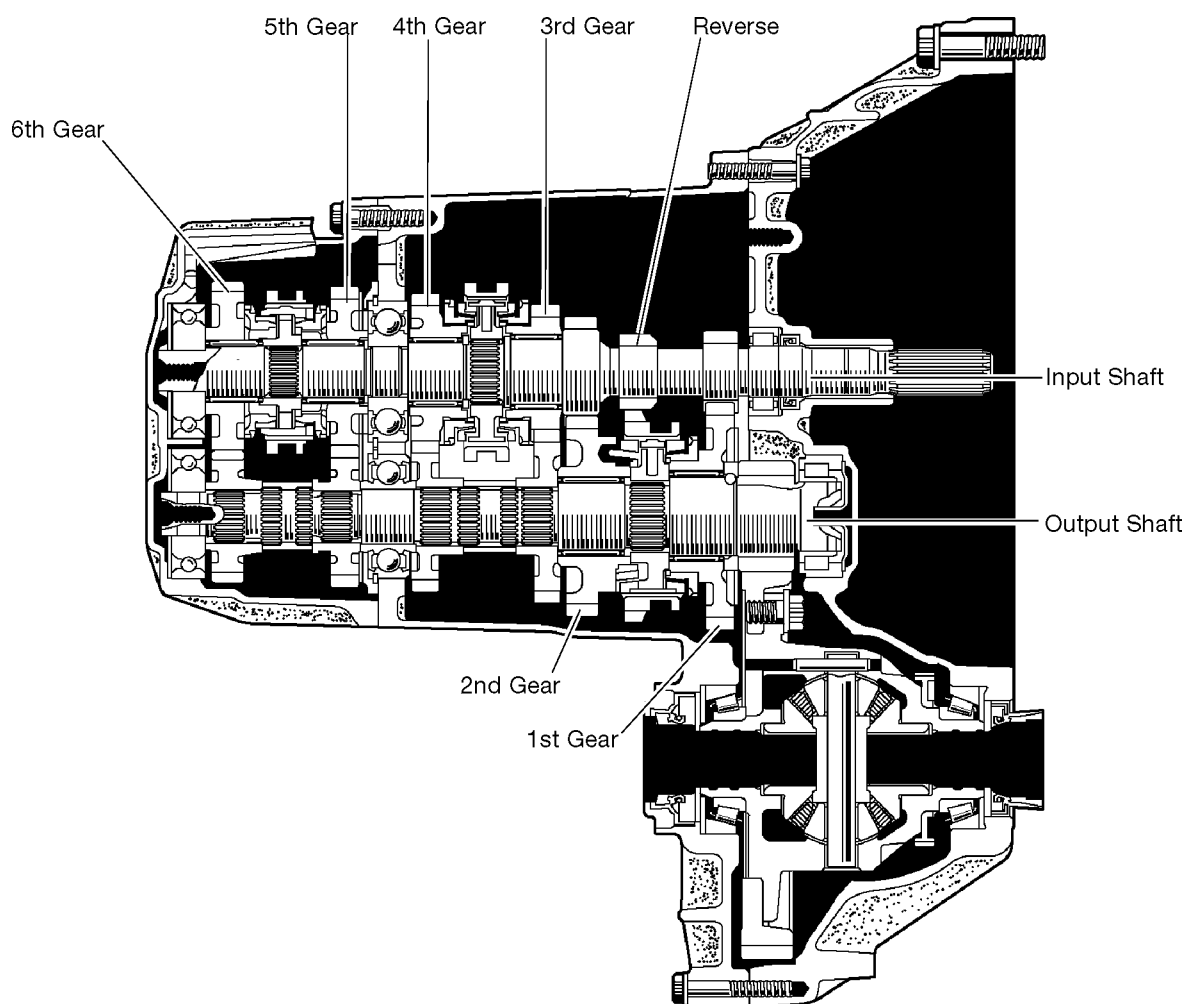 5th Gear
4th Gear
3rd Gear
Reverse
6th Gear
Input Shaft
Output Shaft
2nd Gear
1st Gear